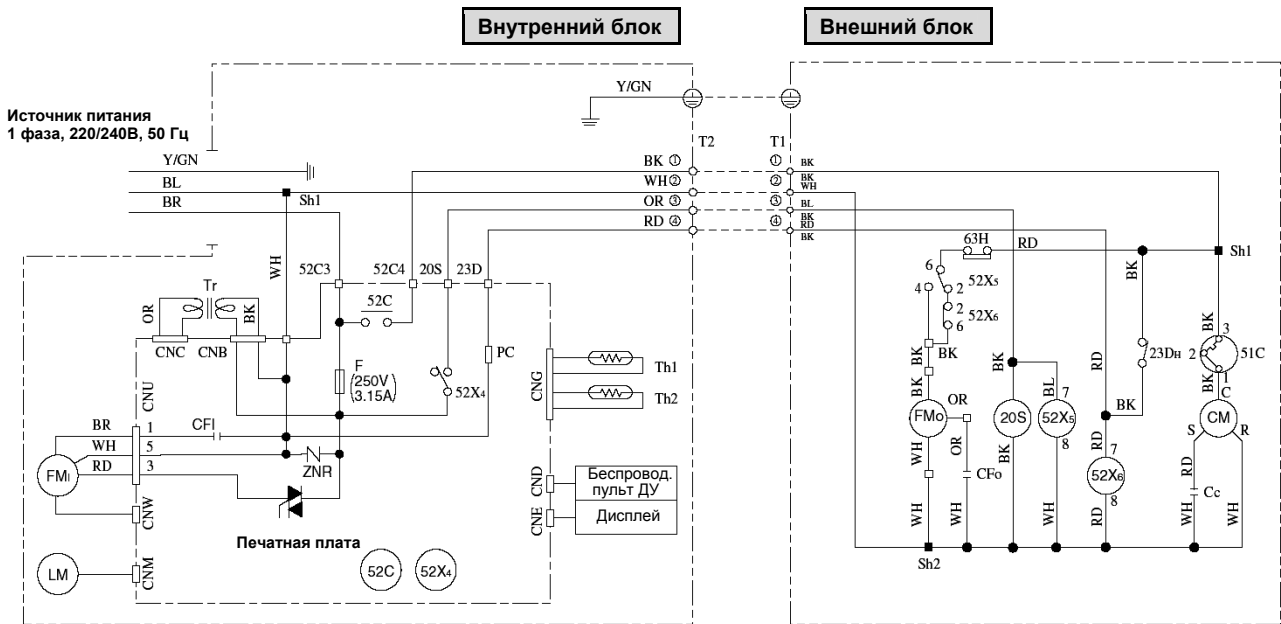 Внутренний блок
Внешний блок
Источник питания
1 фаза, 220/240В, 50 Гц
Y/GN
Y/GN
BL
BR
Sh1
T2
T1
BK ①
WH ②
OR ③
RD ④
① BK
② BK
WH
③ BL
BK
④ RD
BK
WH
52C3
52C4
20S
23D
52C
Tr
OR
BK
CNC
CNB
F
(250V
3.15A)
52X4
PC
CNG
Th1
Th2
CNU
BR
1
CFI
WH
5
RD
3
ZNR
FMI
CNW
LM
CNM
Печатная плата
52C
52X4
CND
Беспровод.
пульт ДУ
CNE
Дисплей
63H
RD
Sh1
6
4
2
52X5
2
52X6
6
BK
BK
BK
BK
23DH
BK
3
2
51C
1
BK
C
BK
BL
7
RD
BK
FMO
OR
OR
20S
52X5
8
CM
S
R
WH
CFO
BK
RD
7
52X6
8
RD
Cc
WH
WH
WH
RD
WH
WH
Sh2